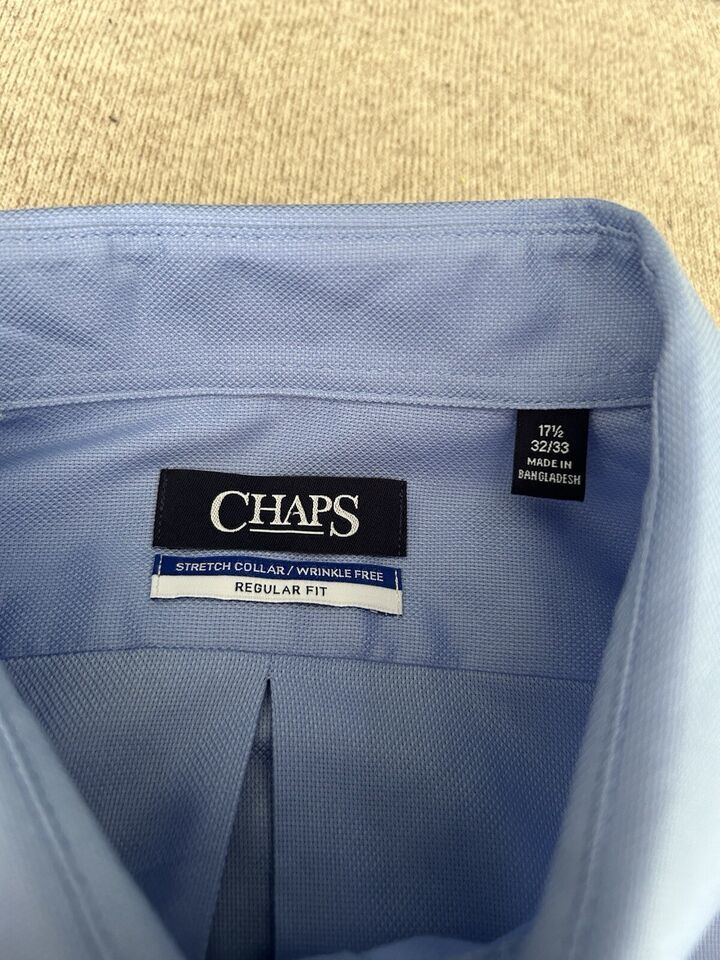 CHAPS
STRETCH COLLAR / WRINKLE FREE
REGULAR FIT
17½
32/33
MADE IN
BANGLADESH